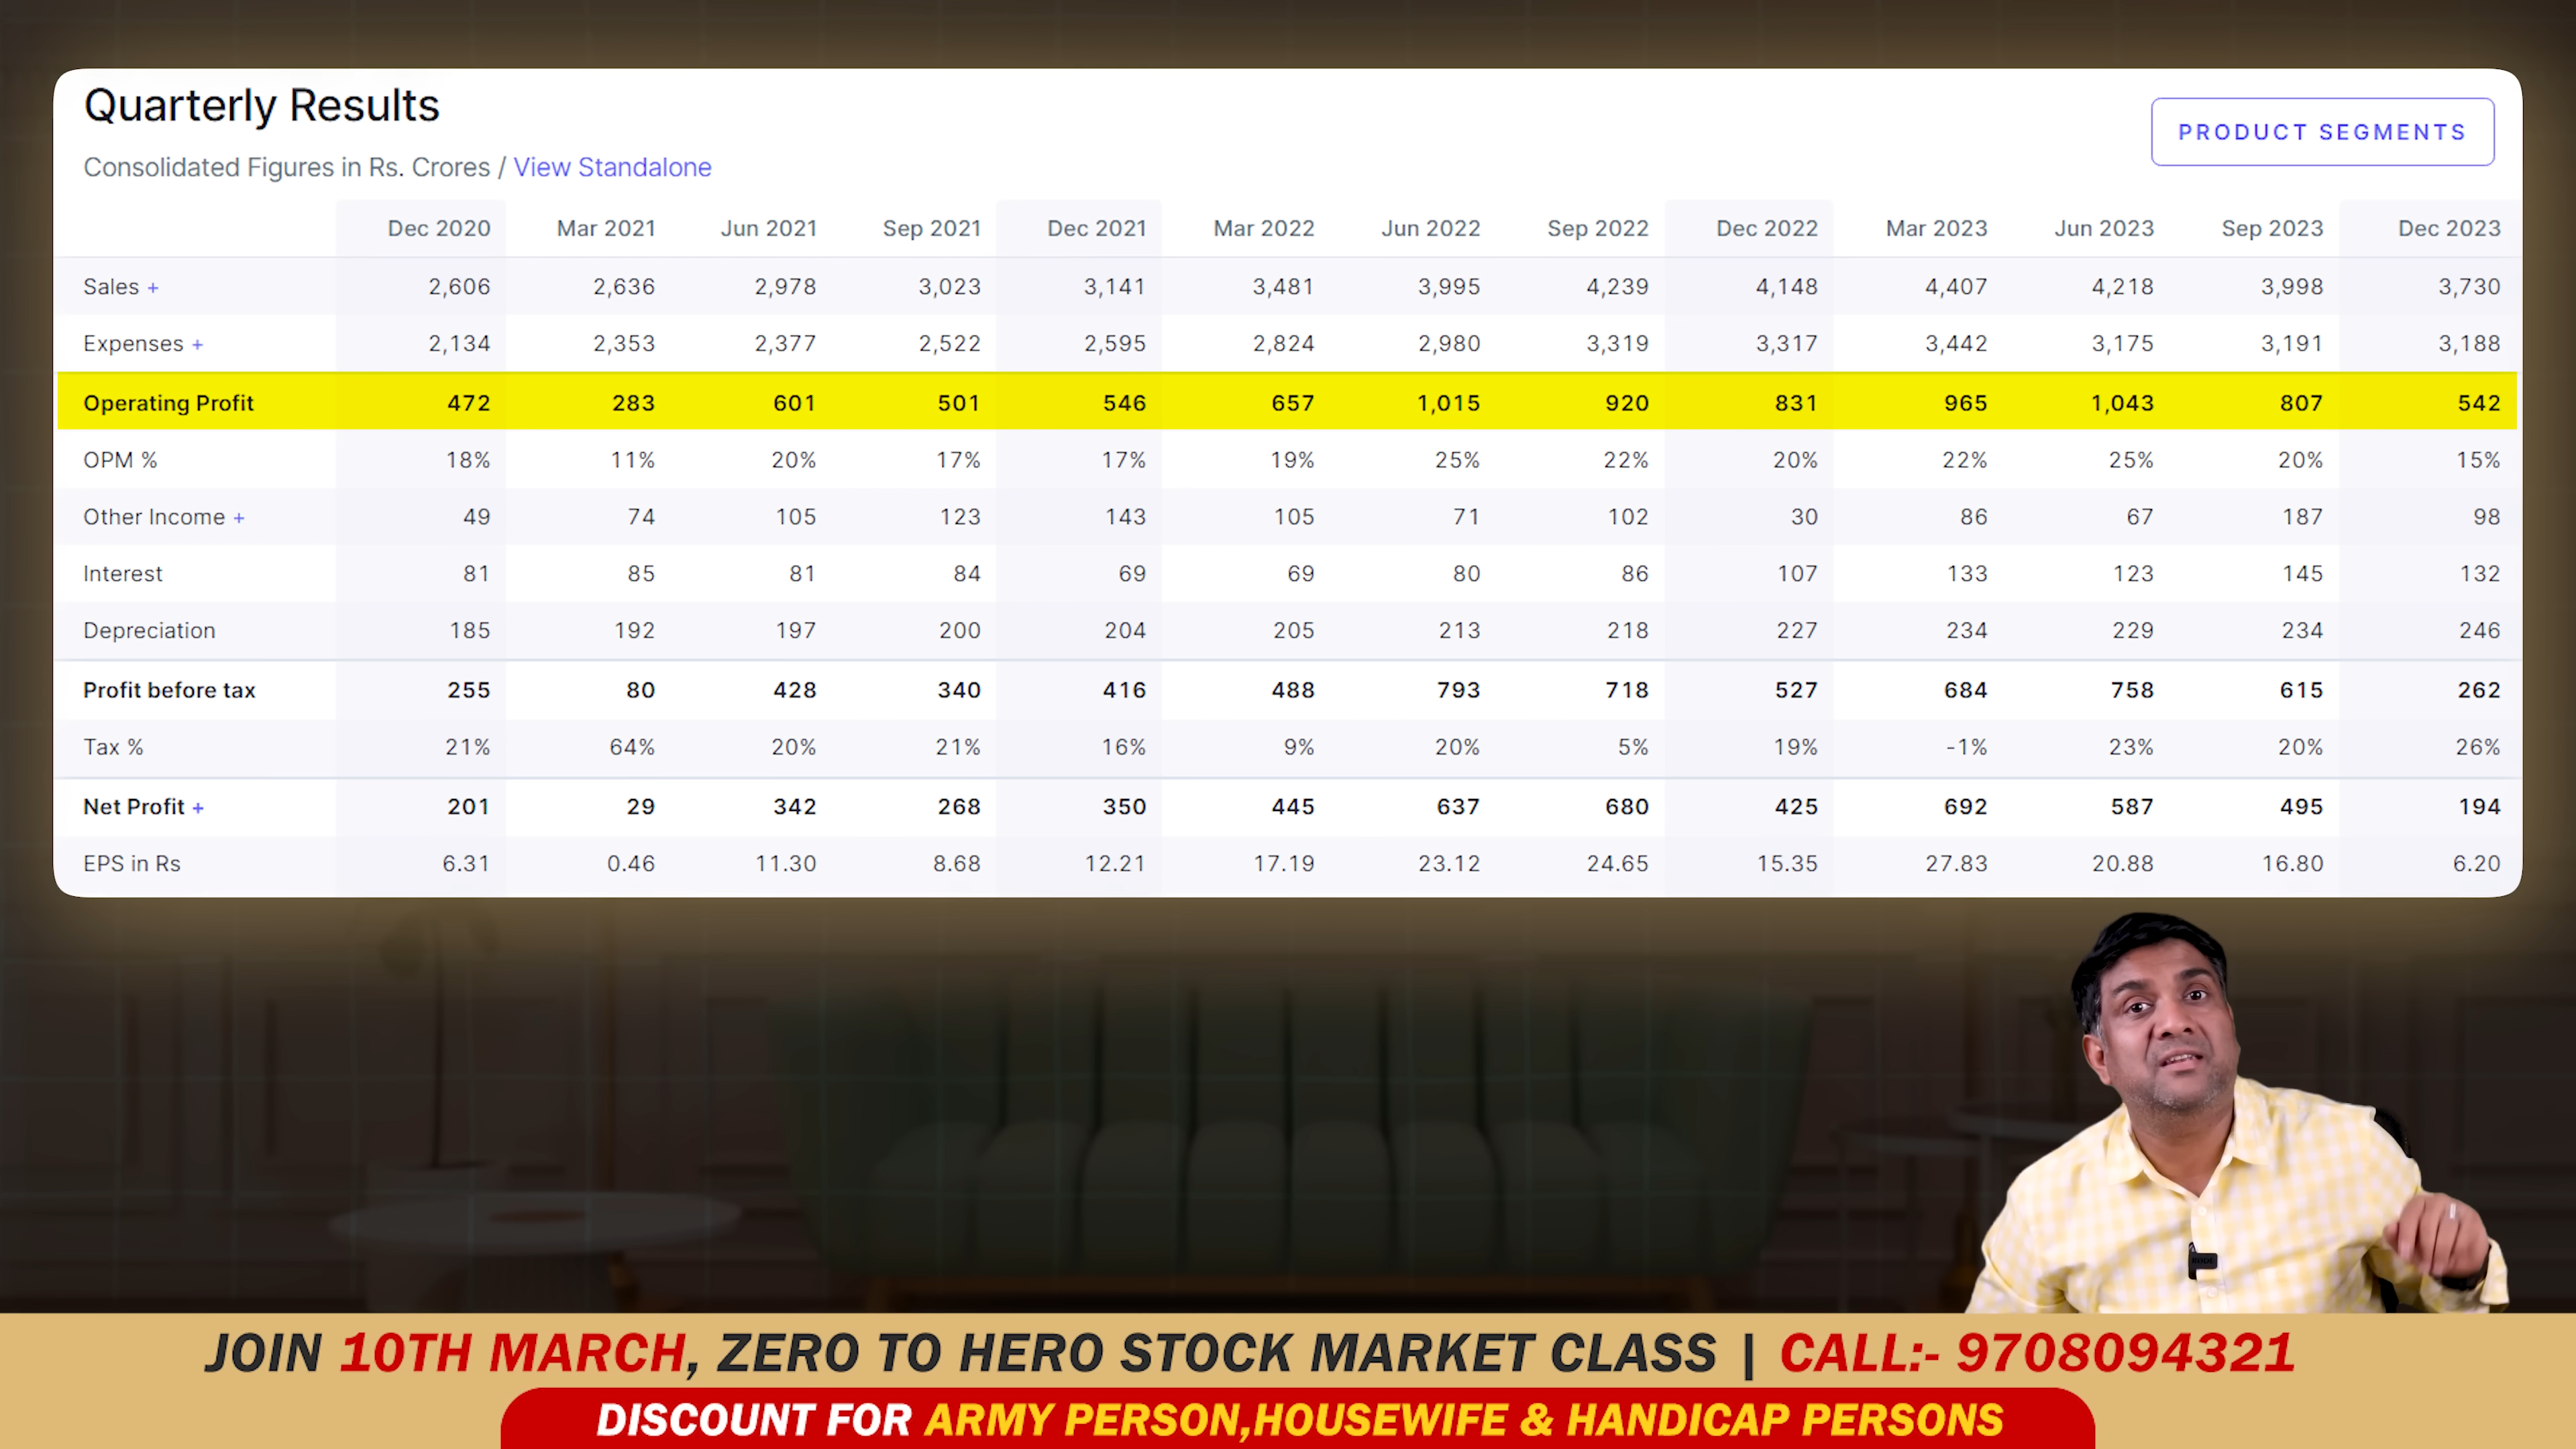 Quarterly Results
PRODUCT SEGMENTS
Consolidated Figures in Rs. Crores / View Standalone
Dec 2020 Mar 2021 Jun 2021 Sep 2021 Dec 2021 Mar 2022 Jun 2022 Sep 2022 Dec 2022 Mar 2023 Jun 2023 Sep 2023 Dec 2023
Sales + 2,606 2,636 2,978 3,023 3,141 3,481 3,995 4,239 4,148 4,407 4,218 3,998 3,730
Expenses + 2,134 2,353 2,377 2,522 2,595 2,824 2,980 3,319 3,317 3,442 3,175 3,191 3,188
Operating Profit 472 283 601 501 546 657 1,015 920 831 965 1,043 807 542
OPM % 18% 11% 20% 17% 17% 19% 25% 22% 20% 22% 25% 20% 15%
Other Income + 49 74 105 123 143 105 71 102 30 86 67 187 98
Interest 81 85 81 84 69 69 80 86 107 133 123 145 132
Depreciation 185 192 197 200 204 205 213 218 227 234 229 234 246
Profit before tax 255 80 428 340 416 488 793 718 527 684 758 615 262
Tax % 21% 64% 20% 21% 16% 9% 20% 5% 19% -1% 23% 20% 26%
Net Profit + 201 29 342 268 350 445 637 680 425 692 587 495 194
EPS in Rs 6.31 0.46 11.30 8.68 12.21 17.19 23.12 24.65 15.35 27.83 20.88 16.80 6.20
JOIN 10TH MARCH, ZERO TO HERO STOCK MARKET CLASS | CALL:- 9708094321
DISCOUNT FOR ARMY PERSON,HOUSEWIFE & HANDICAP PERSONS